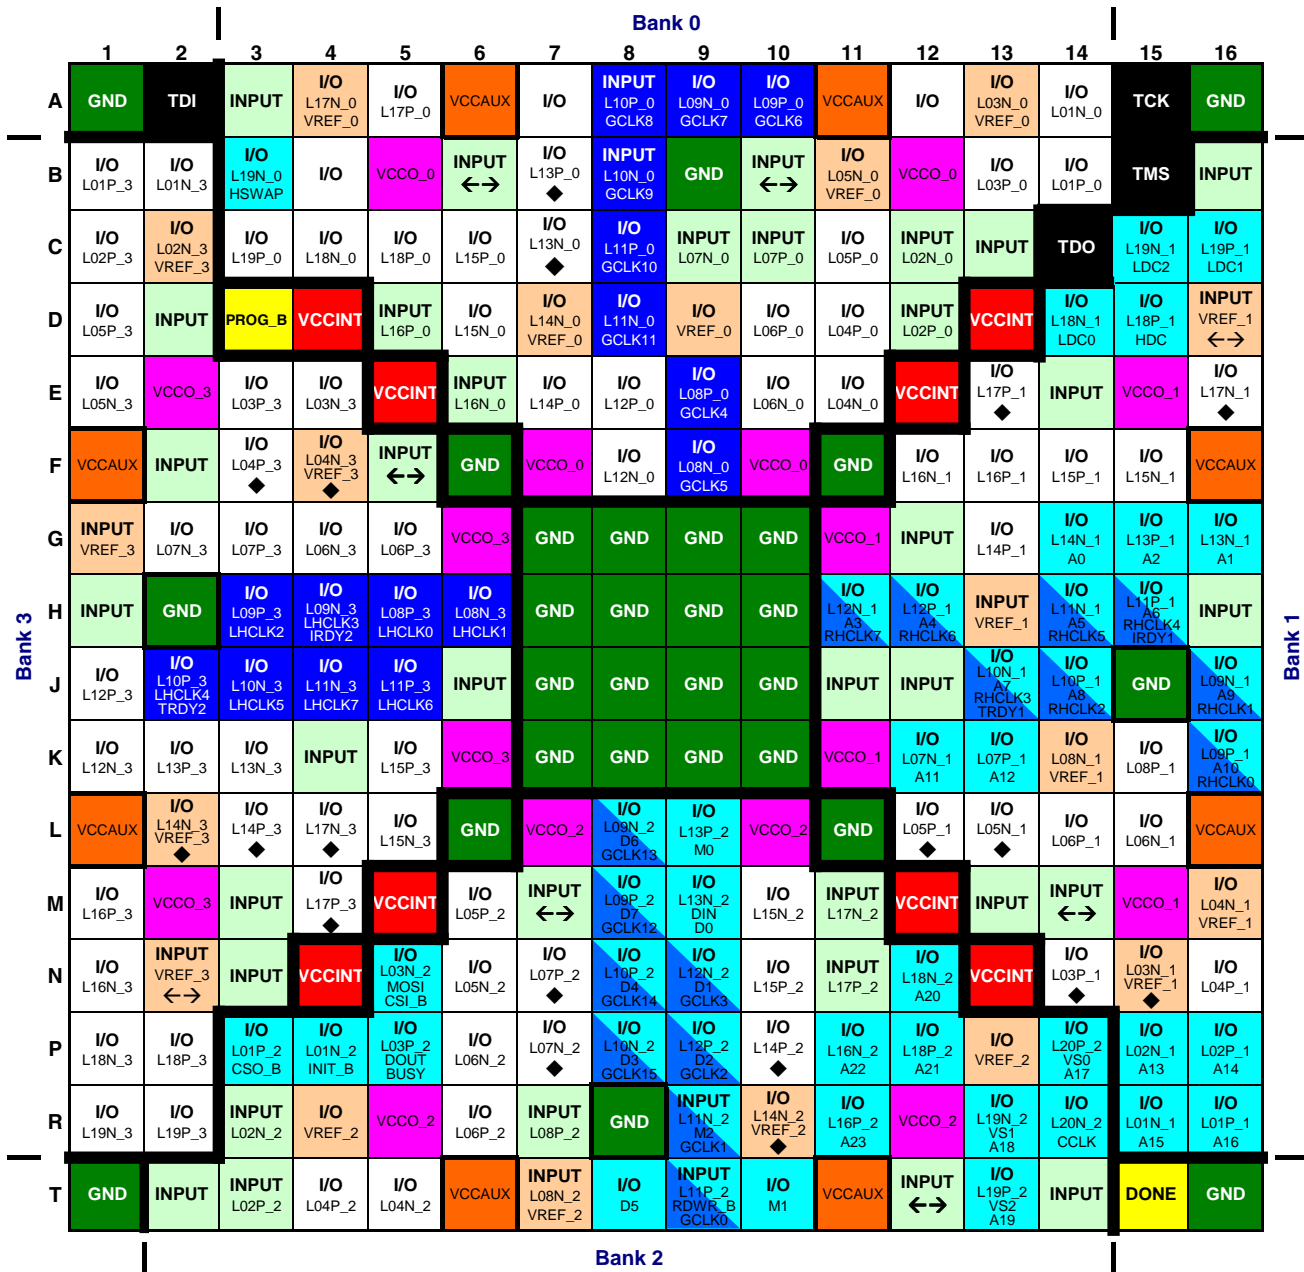 Bank 0
1 2 3 4 5 6 7 8 9 10 11 12 13 14 15 16
A
GND
TDI
INPUT
I/O
L17N_0
VREF_0
I/O
L17P_0
VCCAUX
I/O
INPUT
L10P_0
GCLK8
I/O
L09N_0
GCLK7
I/O
L09P_0
GCLK6
VCCAUX
I/O
I/O
L03N_0
VREF_0
I/O
L01N_0
TCK
GND
B
I/O
L01P_3
I/O
L01N_3
I/O
L19N_0
HSWAP
I/O
VCCO_0
INPUT
←→
I/O
L13P_0
◆
INPUT
L10N_0
GCLK9
GND
INPUT
←→
I/O
L05N_0
VREF_0
VCCO_0
I/O
L03P_0
I/O
L01P_0
TMS
INPUT
C
I/O
L02P_3
I/O
L02N_3
VREF_3
I/O
L19P_0
I/O
L18N_0
I/O
L18P_0
I/O
L15P_0
I/O
L13N_0
◆
I/O
L11P_0
GCLK10
INPUT
L07N_0
INPUT
L07P_0
I/O
L05P_0
INPUT
L02N_0
INPUT
TDO
I/O
L19N_1
LDC2
I/O
L19P_1
LDC1
D
I/O
L05P_3
INPUT
PROG_B
VCCINT
INPUT
L16P_0
I/O
L15N_0
I/O
L14N_0
VREF_0
I/O
L11N_0
GCLK11
I/O
VREF_0
I/O
L06P_0
I/O
L04P_0
INPUT
L02P_0
VCCINT
I/O
L18N_1
LDC0
I/O
L18P_1
HDC
INPUT
VREF_1
←→
E
I/O
L05N_3
VCCO_3
I/O
L03P_3
I/O
L03N_3
VCCINT
INPUT
L16N_0
I/O
L14P_0
I/O
L12P_0
I/O
L08P_0
GCLK4
I/O
L06N_0
I/O
L04N_0
VCCINT
I/O
L17P_1
◆
INPUT
VCCO_1
I/O
L17N_1
◆
F
VCCAUX
INPUT
I/O
L04P_3
◆
I/O
L04N_3
VREF_3
◆
INPUT
←→
GND
VCCO_0
I/O
L12N_0
I/O
L08N_0
GCLK5
VCCO_0
GND
I/O
L16N_1
I/O
L16P_1
I/O
L15P_1
I/O
L15N_1
VCCAUX
G
INPUT
VREF_3
I/O
L07N_3
I/O
L07P_3
I/O
L06N_3
I/O
L06P_3
VCCO_3
GND
GND
GND
GND
VCCO_1
INPUT
I/O
L14P_1
I/O
L14N_1
A0
I/O
L13P_1
A2
I/O
L13N_1
A1
Bank 3
H
INPUT
GND
I/O
L09P_3
LHCLK2
I/O
L09N_3
LHCLK3
IRDY2
I/O
L08P_3
LHCLK0
I/O
L08N_3
LHCLK1
GND
GND
GND
GND
I/O
L12N_1
A3
RHCLK7
I/O
L12P_1
A4
RHCLK6
INPUT
VREF_1
I/O
L11N_1
A5
RHCLK5
I/O
L11P_1
A6
RHCLK4
IRDY1
INPUT
Bank 1
J
I/O
L12P_3
I/O
L10P_3
LHCLK4
TRDY2
I/O
L10N_3
LHCLK5
I/O
L11N_3
LHCLK7
I/O
L11P_3
LHCLK6
INPUT
GND
GND
GND
GND
INPUT
INPUT
I/O
L10N_1
A7
RHCLK3
TRDY1
I/O
L10P_1
A8
RHCLK2
GND
I/O
L09N_1
A9
RHCLK1
K
I/O
L12N_3
I/O
L13P_3
I/O
L13N_3
INPUT
I/O
L15P_3
VCCO_3
GND
GND
GND
GND
VCCO_1
I/O
L07N_1
A11
I/O
L07P_1
A12
I/O
L08N_1
VREF_1
I/O
L08P_1
I/O
L09P_1
A10
RHCLK0
L
VCCAUX
I/O
L14N_3
VREF_3
◆
I/O
L14P_3
◆
I/O
L17N_3
◆
I/O
L15N_3
GND
VCCO_2
I/O
L09N_2
D6
GCLK13
I/O
L13P_2
M0
VCCO_2
GND
I/O
L05P_1
◆
I/O
L05N_1
◆
I/O
L06P_1
I/O
L06N_1
VCCAUX
M
I/O
L16P_3
VCCO_3
INPUT
I/O
L17P_3
◆
VCCINT
I/O
L05P_2
INPUT
←→
I/O
L09P_2
D7
GCLK12
I/O
L13N_2
DIN
D0
I/O
L15N_2
INPUT
L17N_2
VCCINT
INPUT
INPUT
←→
VCCO_1
I/O
L04N_1
VREF_1
N
I/O
L16N_3
INPUT
VREF_3
←→
INPUT
VCCINT
I/O
L03N_2
MOSI
CSI_B
I/O
L05N_2
I/O
L07P_2
◆
I/O
L10P_2
D4
GCLK14
I/O
L12N_2
D1
GCLK3
I/O
L15P_2
INPUT
L17P_2
I/O
L18N_2
A20
VCCINT
I/O
L03P_1
◆
I/O
L03N_1
VREF_1
◆
I/O
L04P_1
P
I/O
L18N_3
I/O
L18P_3
I/O
L01P_2
CSO_B
I/O
L01N_2
INIT_B
I/O
L03P_2
DOUT
BUSY
I/O
L06N_2
I/O
L07N_2
◆
I/O
L10N_2
D3
GCLK15
I/O
L12P_2
D2
GCLK2
I/O
L14P_2
◆
I/O
L16N_2
A22
I/O
L18P_2
A21
I/O
VREF_2
I/O
L20P_2
VS0
A17
I/O
L02N_1
A13
I/O
L02P_1
A14
R
I/O
L19N_3
I/O
L19P_3
INPUT
L02N_2
I/O
VREF_2
VCCO_2
I/O
L06P_2
INPUT
L08P_2
GND
INPUT
L11N_2
M2
GCLK1
I/O
L14N_2
VREF_2
◆
I/O
L16P_2
A23
VCCO_2
I/O
L19N_2
VS1
A18
I/O
L20N_2
CCLK
I/O
L01N_1
A15
I/O
L01P_1
A16
T
GND
INPUT
INPUT
L02P_2
I/O
L04P_2
I/O
L04N_2
VCCAUX
INPUT
L08N_2
VREF_2
I/O
D5
INPUT
L11P_2
RDWR_B
GCLK0
I/O
M1
VCCAUX
INPUT
←→
I/O
L19P_2
VS2
A19
INPUT
DONE
GND
Bank 2